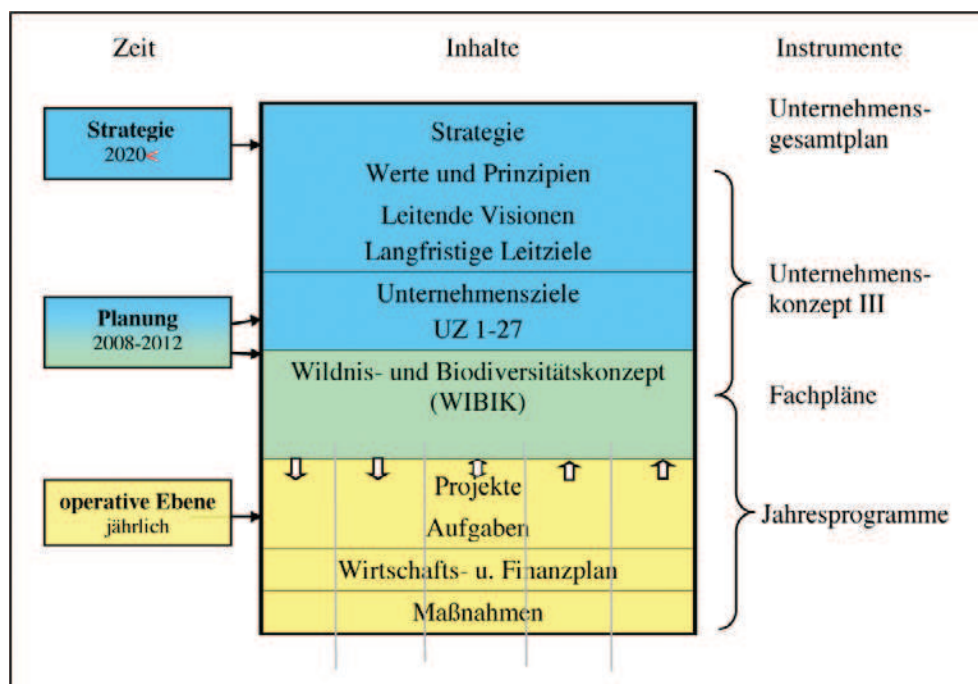 Zeit
Inhalte
Instrumente
Strategie
2020<
Strategie
Werte und Prinzipien
Leitende Visionen
Langfristige Leitziele
Unternehmens-
gesamtplan
Planung
2008-2012
Unternehmensziele
UZ 1-27
Unternehmens-
konzept III
Wildnis- und Biodiversitätskonzept
(WIBIK)
Fachpläne
operative Ebene
jährlich
Projekte
Aufgaben
Wirtschafts- u. Finanzplan
Maßnahmen
Jahresprogramme